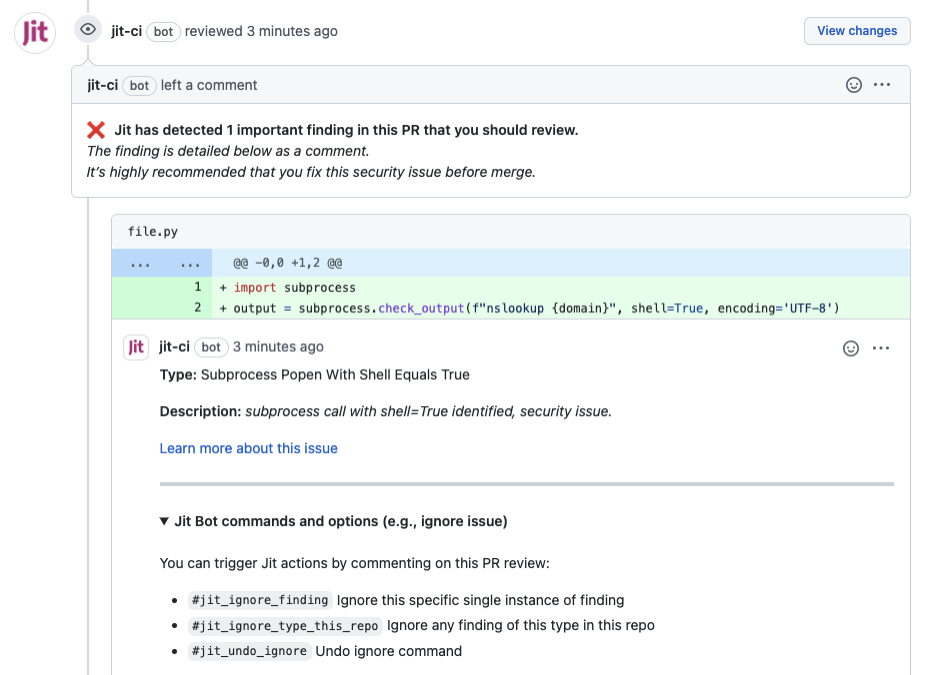 Jit
jit-ci bot reviewed 3 minutes ago
View changes
jit-ci bot left a comment
Jit has detected 1 important finding in this PR that you should review.
The finding is detailed below as a comment.
It’s highly recommended that you fix this security issue before merge.
file.py
... ... @@ -0,0 +1,2 @@
1 + import subprocess
2 + output = subprocess.check_output(f"nslookup {domain}", shell=True, encoding='UTF-8')
Jit jit-ci bot 3 minutes ago
Type: Subprocess Popen With Shell Equals True
Description: subprocess call with shell=True identified, security issue.
Learn more about this issue
▼ Jit Bot commands and options (e.g., ignore issue)
You can trigger Jit actions by commenting on this PR review:
• #jit_ignore_finding Ignore this specific single instance of finding
• #jit_ignore_type_this_repo Ignore any finding of this type in this repo
• #jit_undo_ignore Undo ignore command